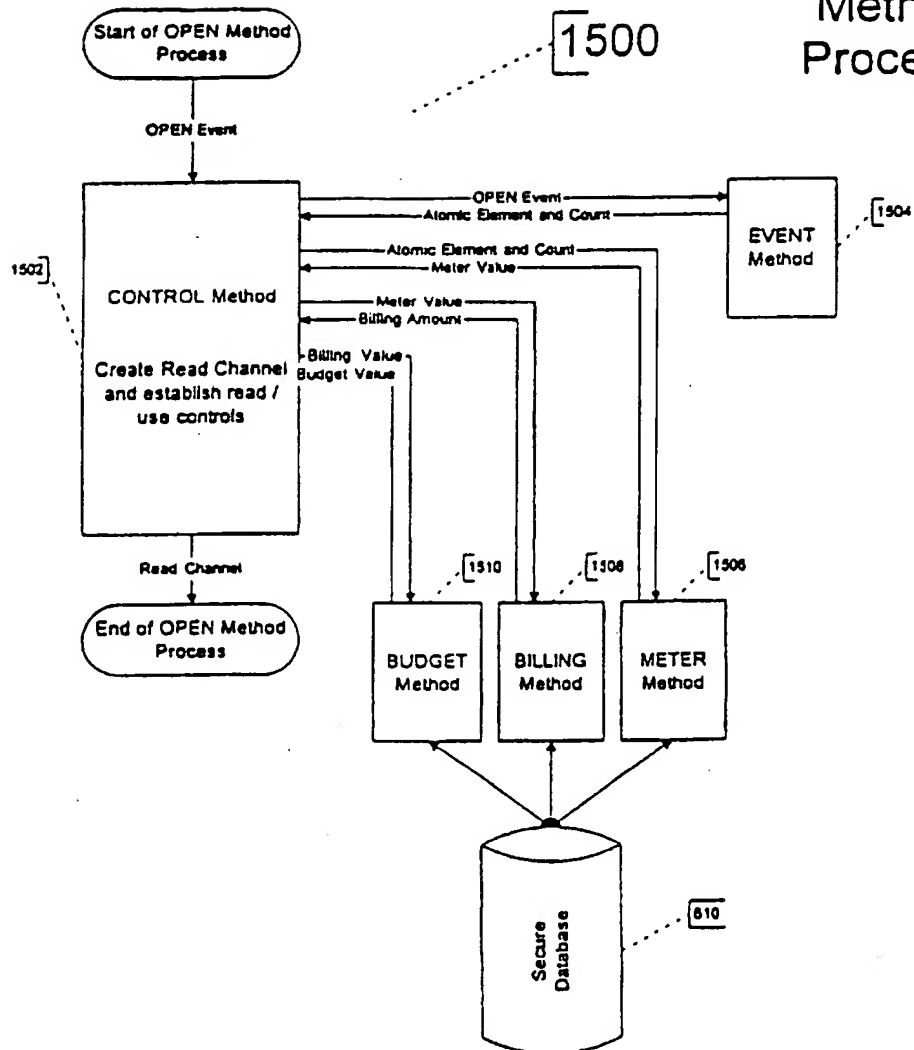 Start of OPEN Method
Process
1500
Meth
Proce
OPEN Event
OPEN Event
Atomic Element and Count
EVENT
Method
1504
1502
CONTROL Method
Create Read Channel
and establish read /
use controls
Atomic Element and Count
Meter Value
Meter Value
Billing Amount
Billing Value
Budget Value
Read Channel
End of OPEN Method
Process
1510
1508
1506
BUDGET
Method
BILLING
Method
METER
Method
Secure
Database
610